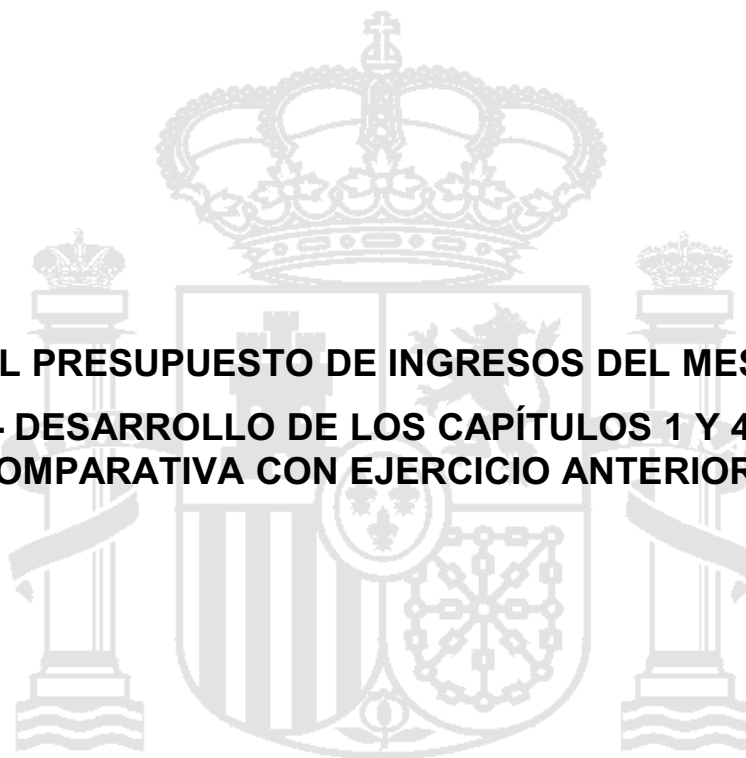 L PRESUPUESTO DE INGRESOS DEL MES
- DESARROLLO DE LOS CAPÍTULOS 1 Y 4
OMPARATIVA CON EJERCICIO ANTERIOR